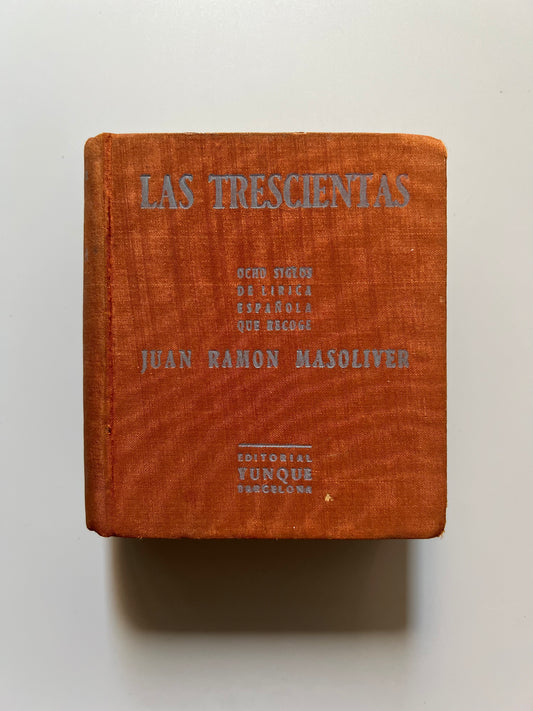 LAS TRESCIENTAS
OCHO SIGLOS
DE LIRICA
ESPAÑOLA
QUE RECOGE
JUAN RAMON MASOLIVER
EDITORIAL
YUNQUE
BARCELONA